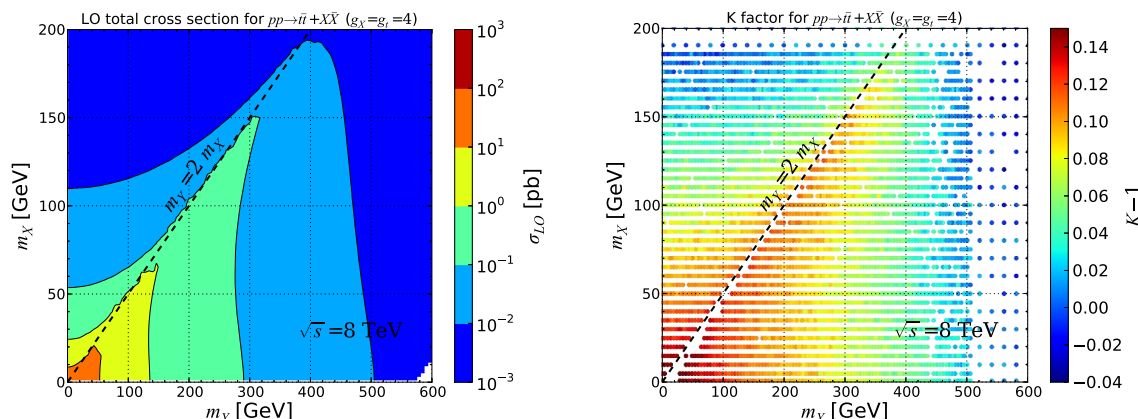 LO total cross section for pp→tt̄+XX̄ (g_X=g_t=4)
200
150
100
50
0
m_X [GeV]
m_Y=2 m_X
√s=8 TeV
0 100 200 300 400 500 600
m_Y [GeV]
10^3
10^2
10^1
10^0
10^−1
10^−2
10^−3
σ_LO [pb]
K factor for pp→tt̄+XX̄ (g_X=g_t=4)
200
150
100
50
0
m_X [GeV]
m_Y=2 m_X
√s=8 TeV
0 100 200 300 400 500 600
m_Y [GeV]
0.14
0.12
0.10
0.08
0.06
0.04
0.02
0.00
−0.02
−0.04
K−1